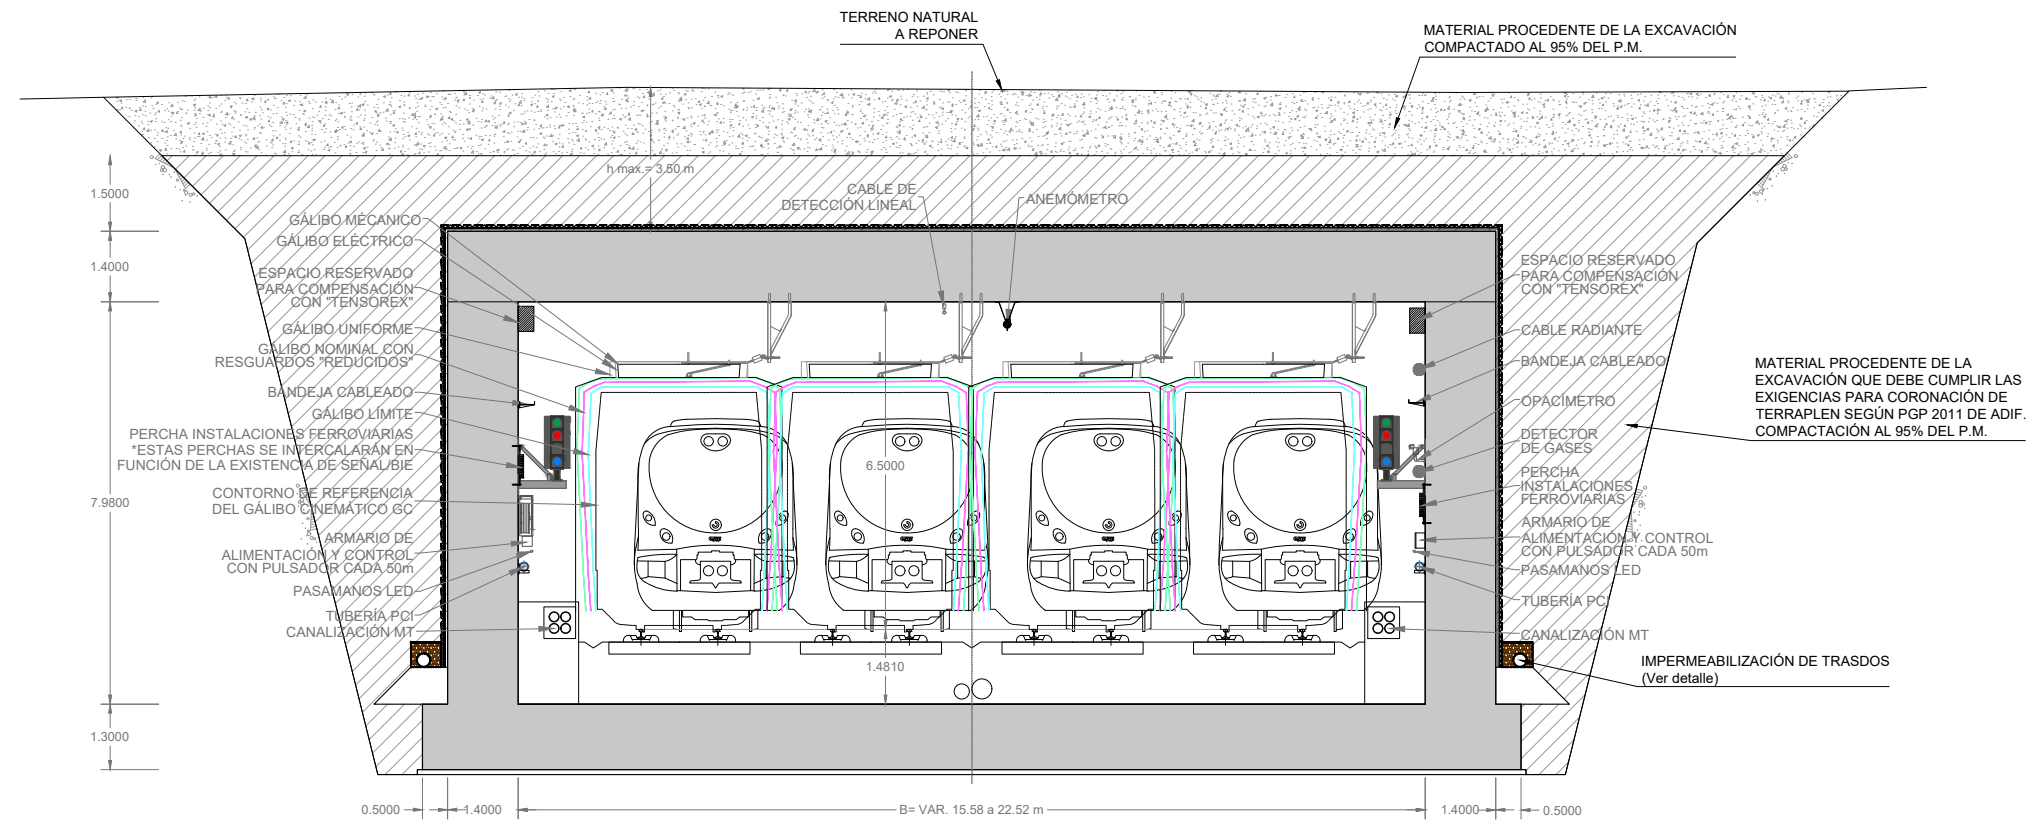 TERRENO NATURAL
A REPONER
MATERIAL PROCEDENTE DE LA EXCAVACIÓN
COMPACTADO AL 95% DEL P.M.
h max.= 3.50 m
CABLE DE
DETECCIÓN LINEAL
ANEMÓMETRO
1.5000
1.4000
7.9800
1.3000
GÁLIBO MÉCANICO
GÁLIBO ELÉCTRICO
ESPACIO RESERVADO
PARA COMPENSACIÓN
CON "TENSOREX"
GÁLIBO UNIFORME
GÁLIBO NOMINAL CON
RESGUARDOS "REDUCIDOS"
BANDEJA CABLEADO
GÁLIBO LÍMITE
PERCHA INSTALACIONES FERROVIARIAS
*ESTAS PERCHAS SE INTERCALARÁN EN
FUNCIÓN DE LA EXISTENCIA DE SEÑAL/BIE
CONTORNO DE REFERENCIA
DEL GÁLIBO CINEMÁTICO GC
ARMARIO DE
ALIMENTACIÓN Y CONTROL
CON PULSADOR CADA 50m
PASAMANOS LED
TUBERÍA PCI
CANALIZACIÓN MT
6.5000
1.4810
ESPACIO RESERVADO
PARA COMPENSACIÓN
CON "TENSOREX"
CABLE RADIANTE
BANDEJA CABLEADO
OPACÍMETRO
DETECTOR
DE GASES
PERCHA
INSTALACIONES
FERROVIARIAS
ARMARIO DE
ALIMENTACIÓN Y CONTROL
CON PULSADOR CADA 50m
PASAMANOS LED
TUBERÍA PCI
CANALIZACIÓN MT
MATERIAL PROCEDENTE DE LA
EXCAVACIÓN QUE DEBE CUMPLIR LAS
EXIGENCIAS PARA CORONACIÓN DE
TERRAPLEN SEGÚN PGP 2011 DE ADIF.
COMPACTACIÓN AL 95% DEL P.M.
IMPERMEABILIZACIÓN DE TRASDOS
(Ver detalle)
0.5000
1.4000
B= VAR. 15.58 a 22.52 m
1.4000
0.5000